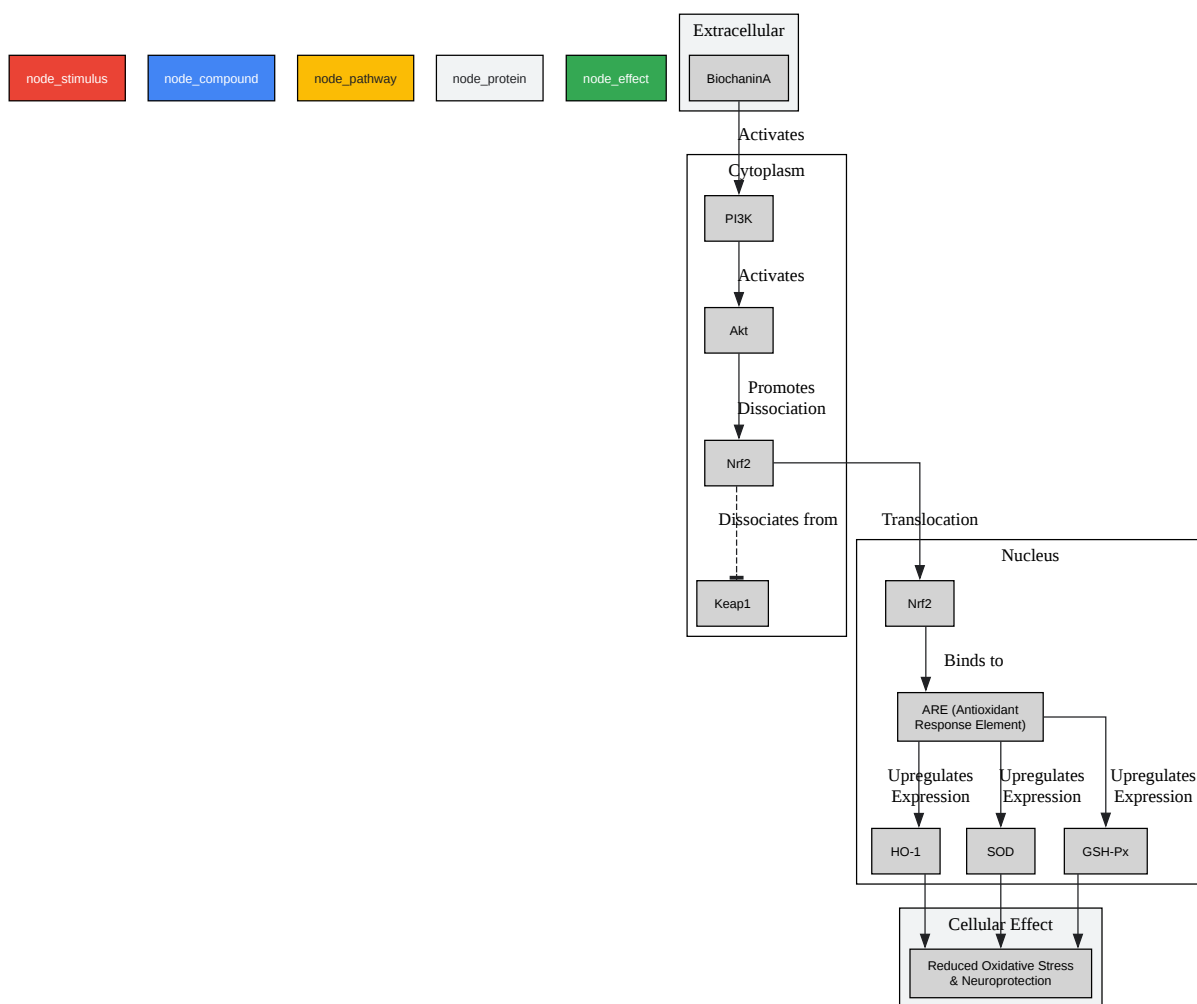 Extracellular
node_stimulus
node_compound
node_pathway
node_protein
node_effect
BiochaninA
Activates
Cytoplasm
PI3K
Activates
Akt
Promotes
Dissociation
Nrf2
Dissociates from
Translocation
Nucleus
Keap1
Nrf2
Binds to
ARE (Antioxidant
Response Element)
Upregulates
Expression
Upregulates
Expression
Upregulates
Expression
HO-1
SOD
GSH-Px
Cellular Effect
Reduced Oxidative Stress
& Neuroprotection